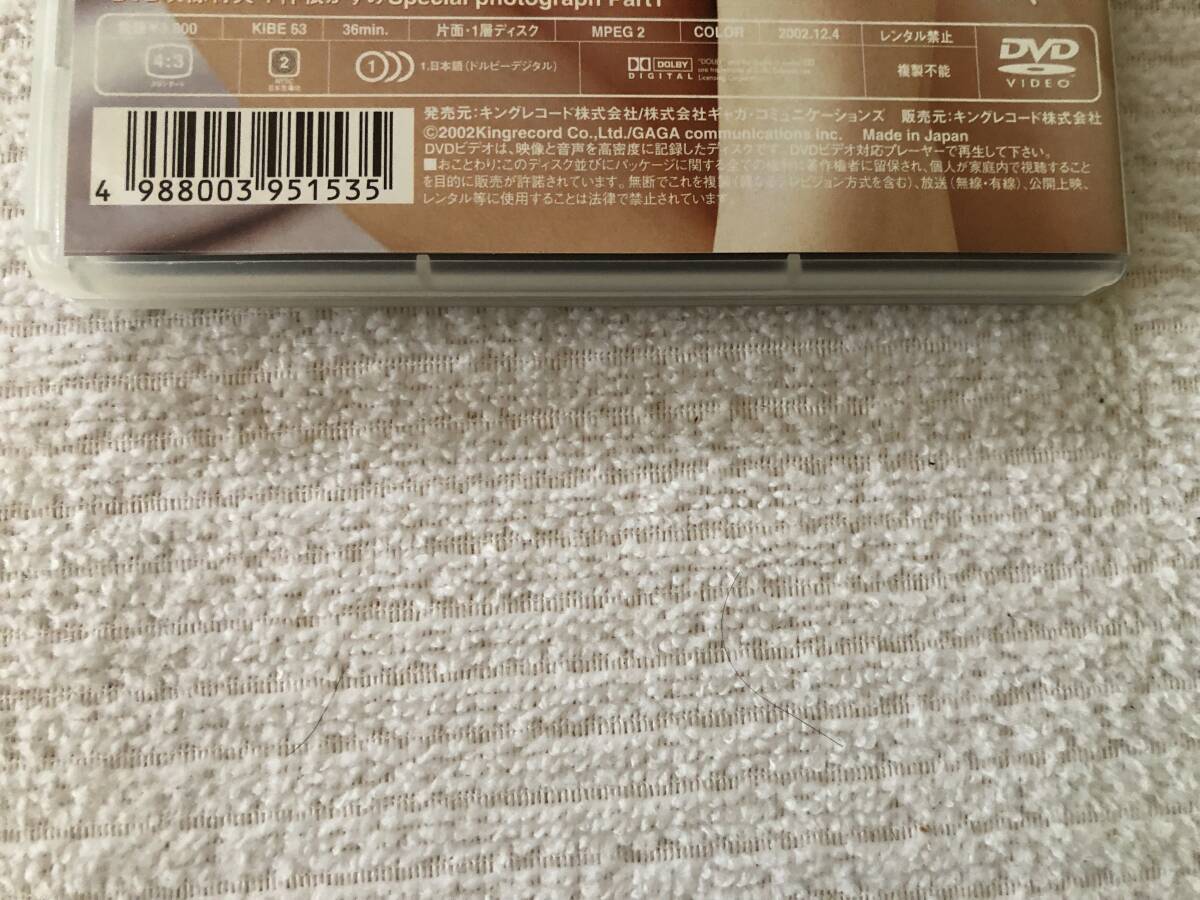 Special photograph Part1
KIBE 53 36min. 片面・1層ディスク MPEG 2 COLOR 2002.12.4 レンタル禁止
4:3 2 1 1.日本語(ドルビーデジタル) DOLBY DIGITAL 複製不能 DVD VIDEO
発売元:キングレコード株式会社/株式会社ギャガ・コミュニケーションズ 販売元:キングレコード株式会社
©2002Kingrecord Co.,Ltd./GAGA communications inc. Made in Japan
DVDビデオは、映像と音声を高密度に記録したディスクです。DVDビデオ対応プレーヤーで再生して下さい。
■おことわり:このディスク並びにパッケージに関する全ての権利は著作権者に留保され、個人が家庭内で視聴すること
を目的に販売が許諾されています。無断でこれを複製(異なるテレビジョン方式を含む)、放送(無線・有線)、公開上映、
レンタル等に使用することは法律で禁止されています。
4 988003 951535